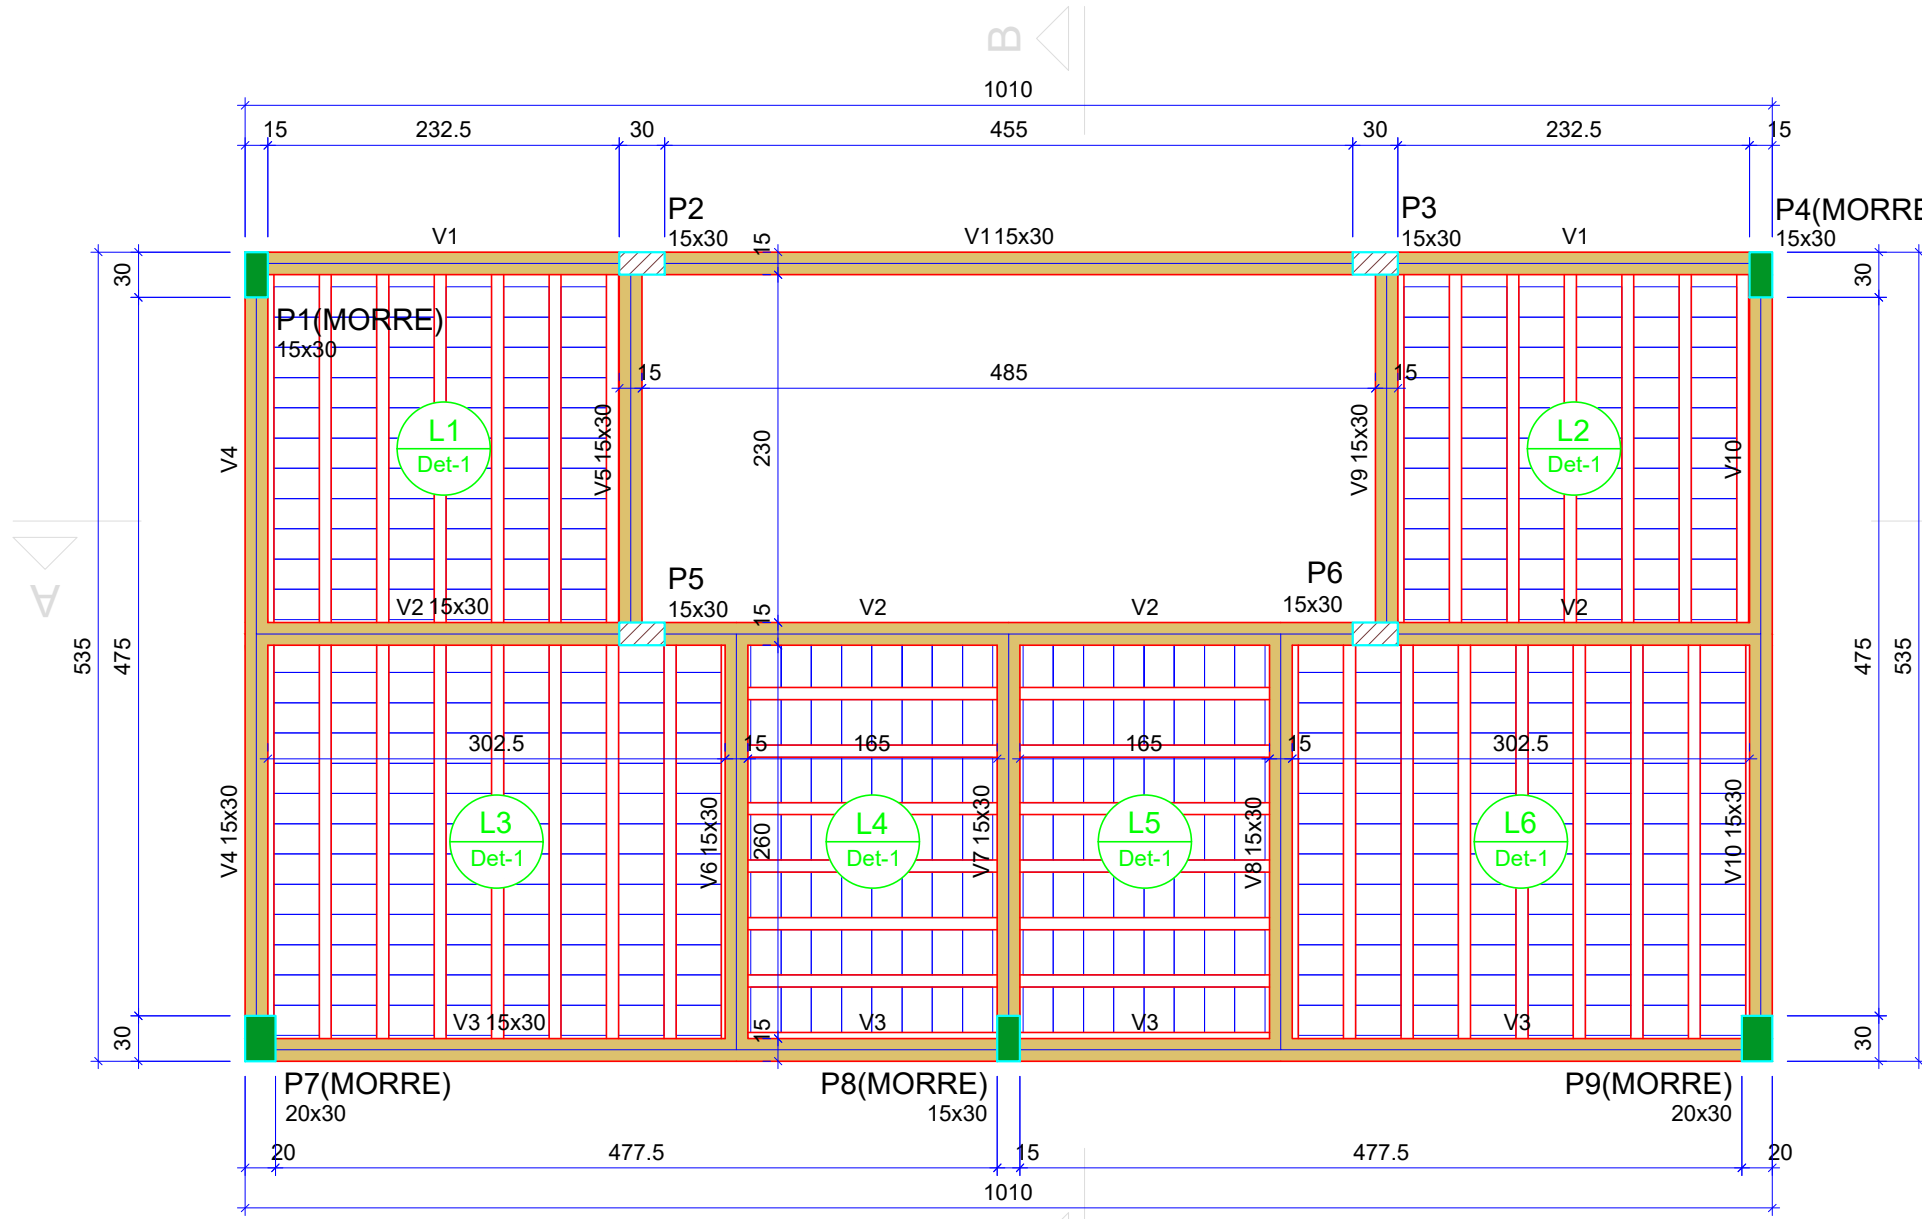 B
1010
15 232.5 30 455 30 232.5 15
P2 P3 P4(MORRE
15x30 15x30 15x30
V1 V1 15x30 V1
15
30 30
P1(MORRE)
15x30
15 485 15
L1 L2
Det-1 Det-1
V4 V5 15x30 230 V9 15x30 V10
A
P5 P6
15x30 15x30
V2 15x30 V2 V2 V2
15
535 475 475 535
302.5 15 165 165 15 302.5
L3 L4 L5 L6
Det-1 Det-1 Det-1 Det-1
V4 15x30 V6 15x30 260 V7 15x30 V8 15x30 V10 15x30
V3 15x30 V3 V3 V3
15
30 30
P7(MORRE) P8(MORRE) P9(MORRE)
20x30 15x30 20x30
20 477.5 15 477.5 20
1010